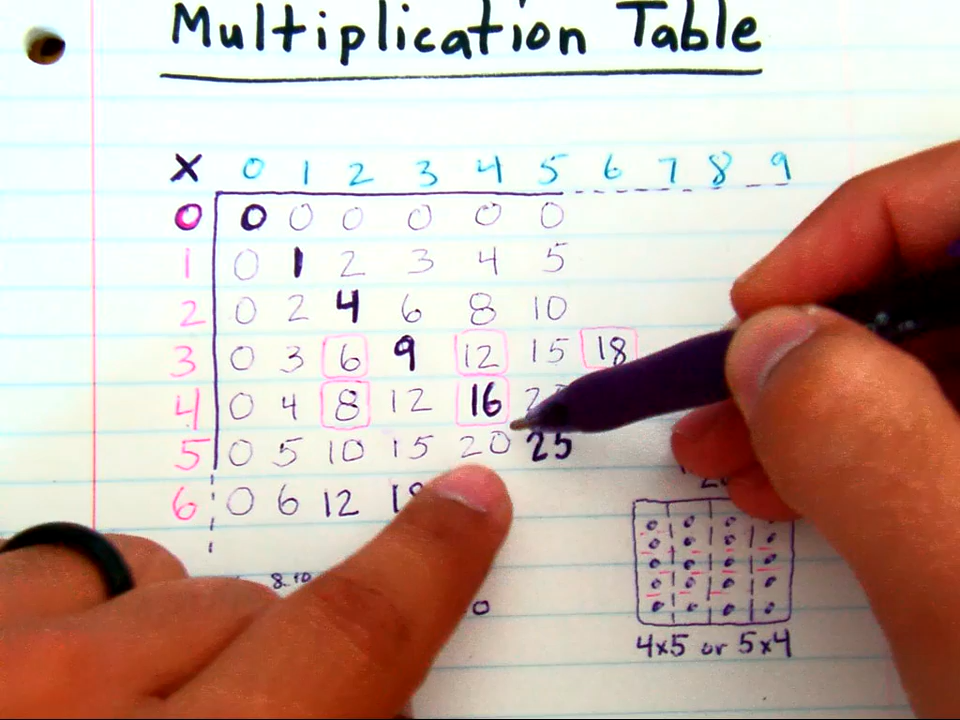 Multiplication Table
X 0 1 2 3 4 5 6 7 8 9
0 0 0 0 0 0 0
1 0 1 2 3 4 5
2 0 2 4 6 8 10
3 0 3 6 9 12 15 18
4 0 4 8 12 16
5 0 5 10 15 20 25
6 0 6 12
8.10
4x5 or 5x4